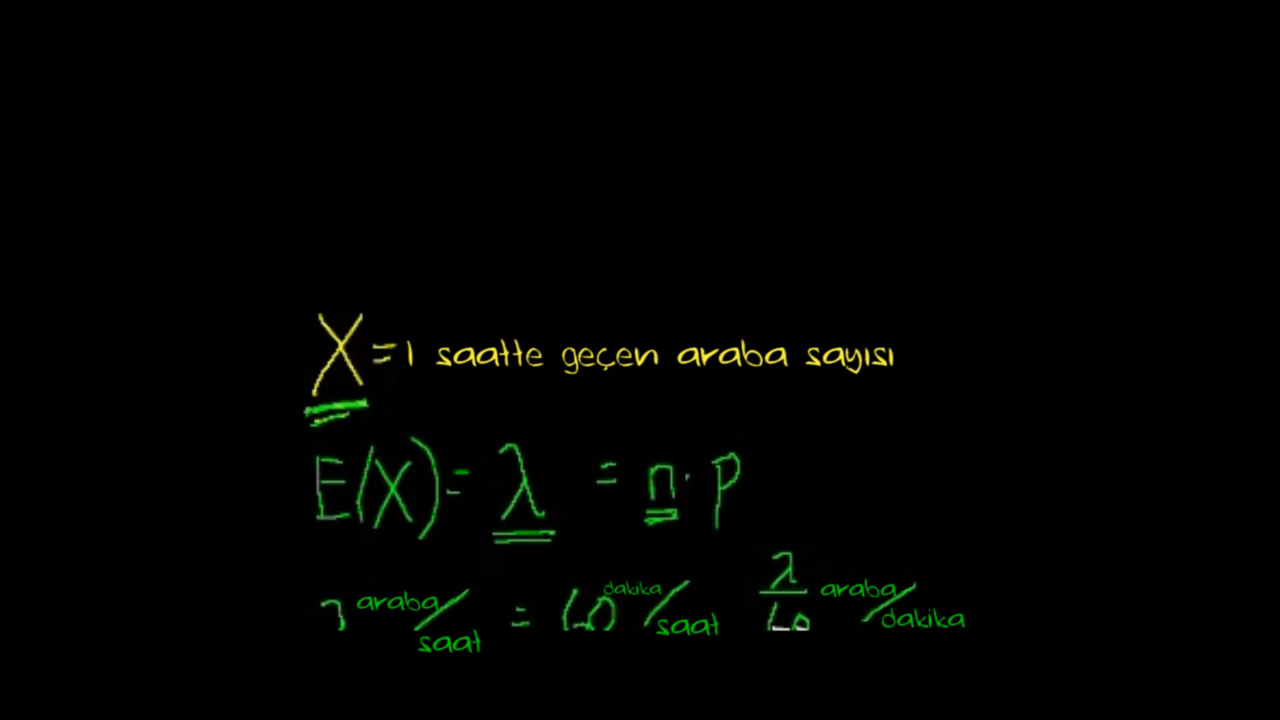 X = 1 saatte geçen araba sayısı
E(X) = λ = n · p
λ araba/saat = 60 dakika/saat λ/60 araba/dakika